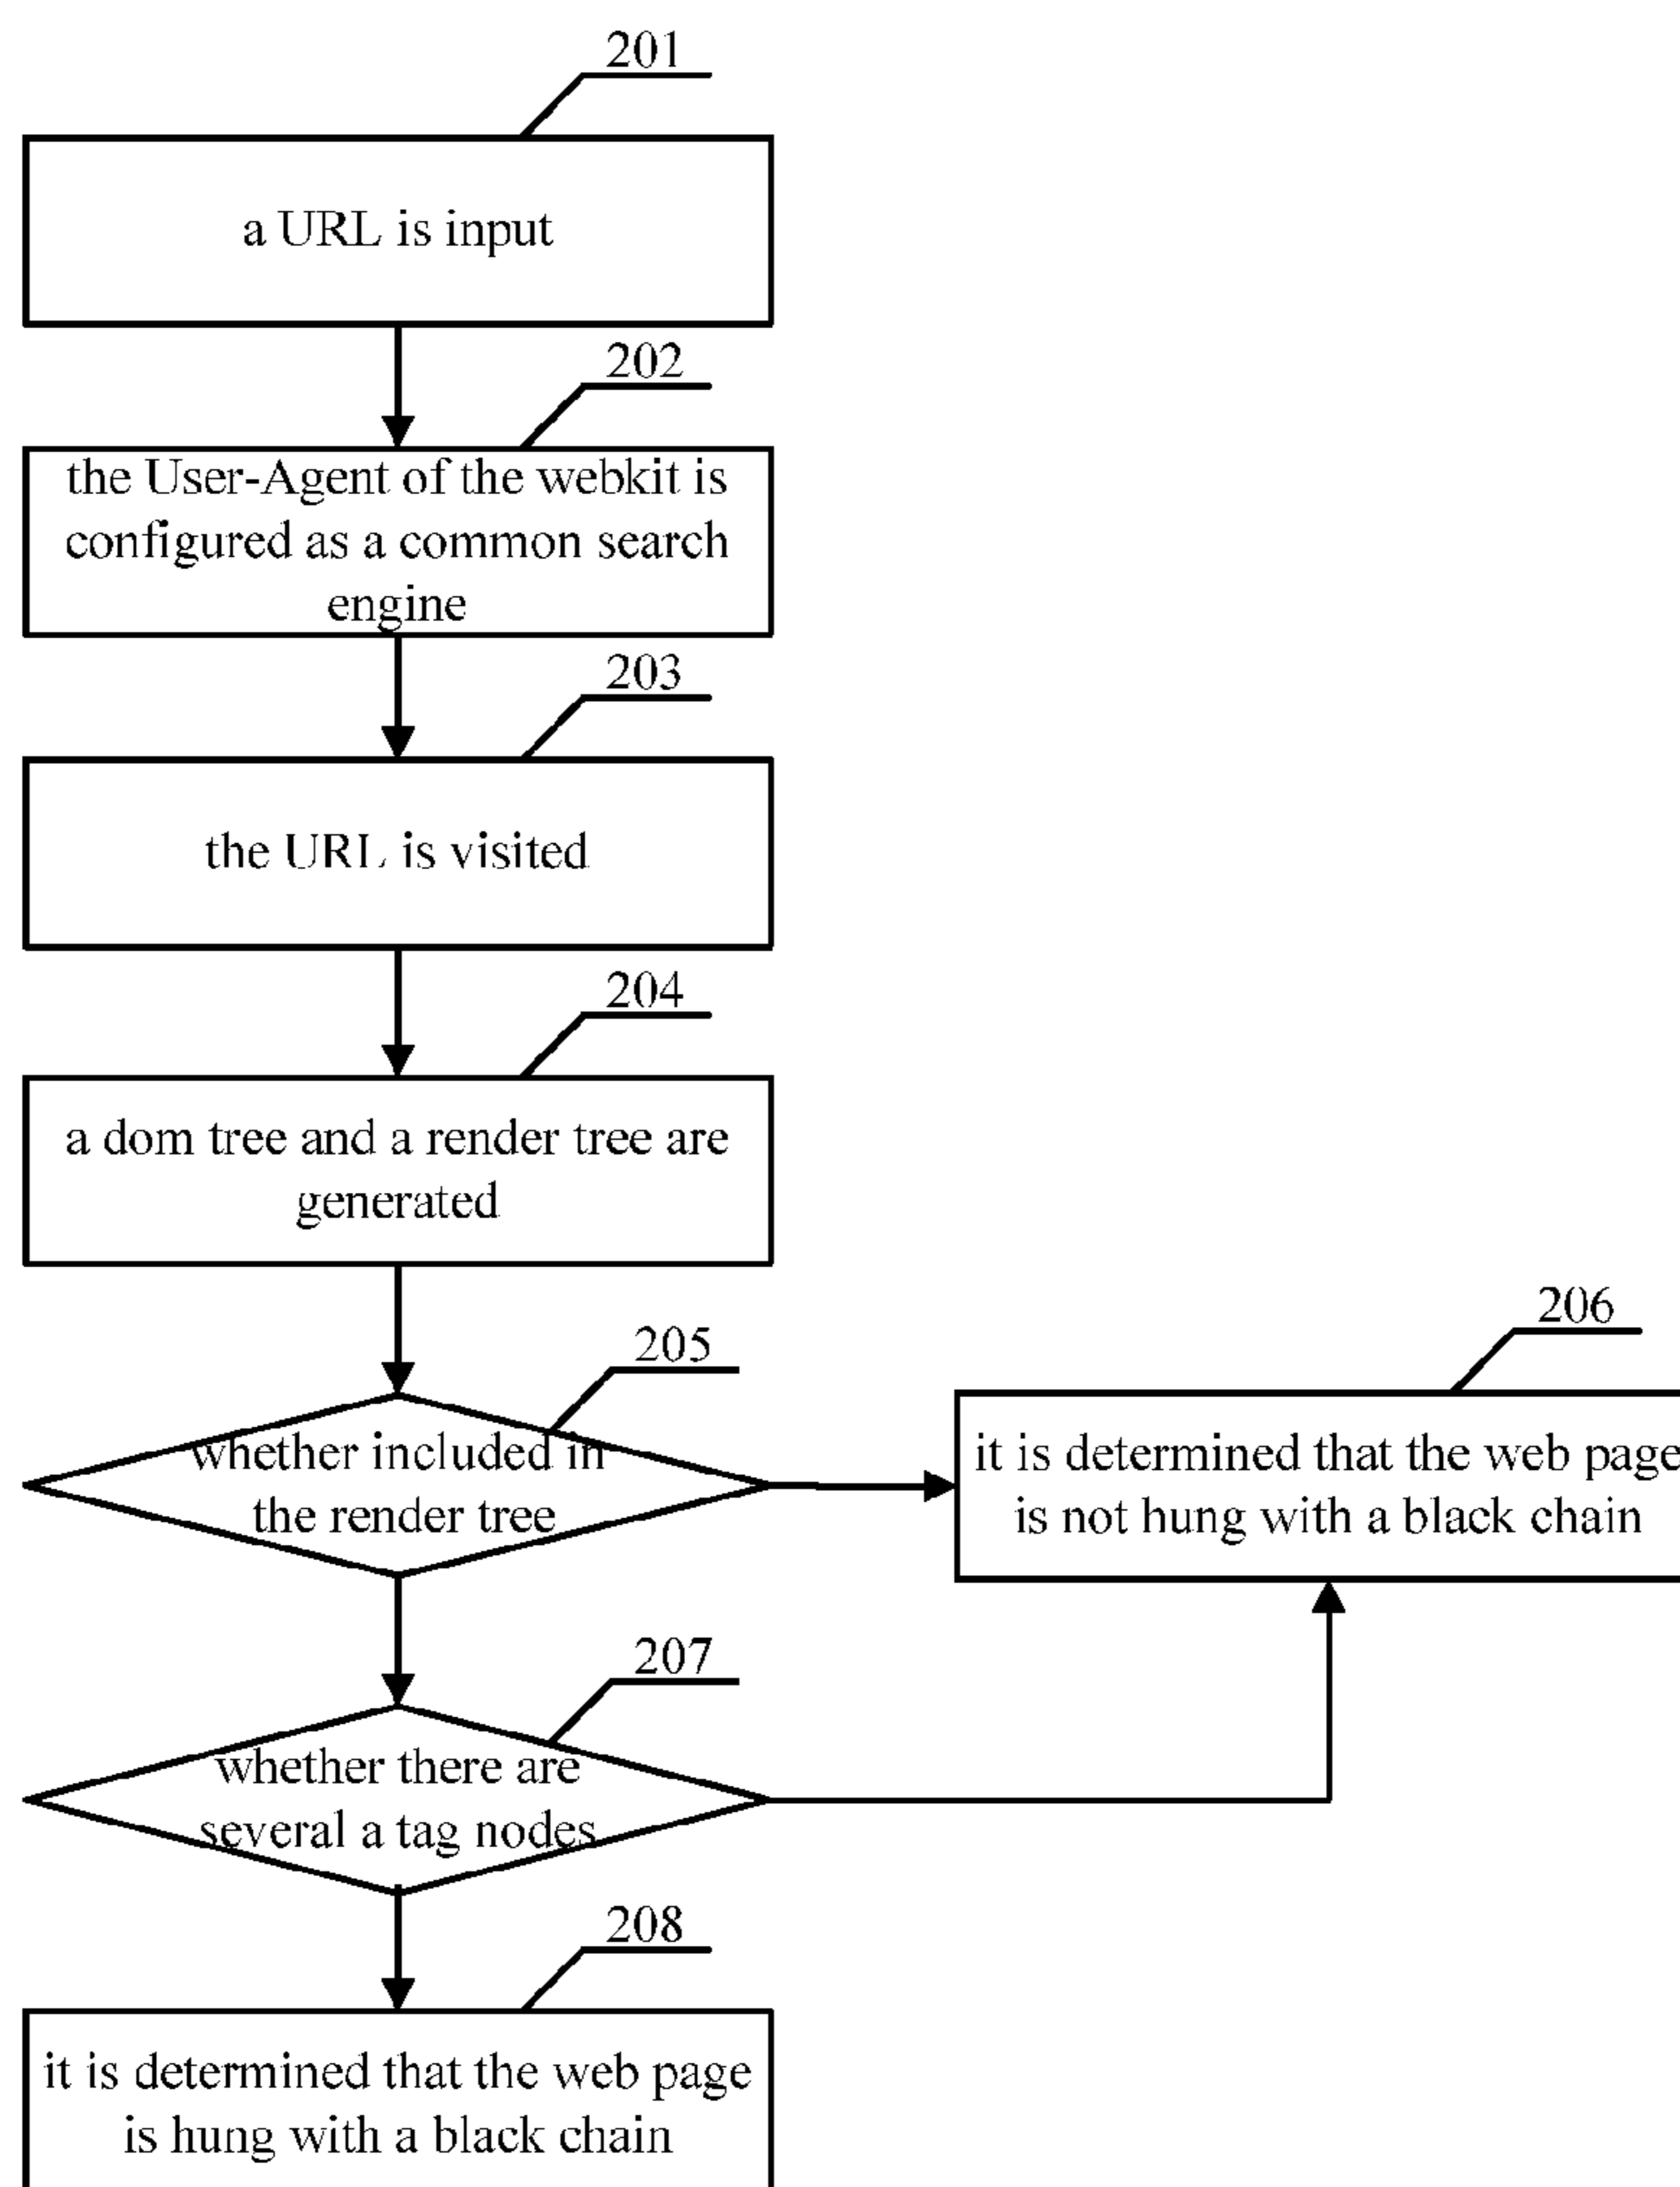 201
a URL is input
202
the User-Agent of the webkit is
configured as a common search
engine
203
the URL is visited
204
a dom tree and a render tree are
generated
205
whether included in
the render tree
206
it is determined that the web page
is not hung with a black chain
207
whether there are
several a tag nodes
208
it is determined that the web page
is hung with a black chain